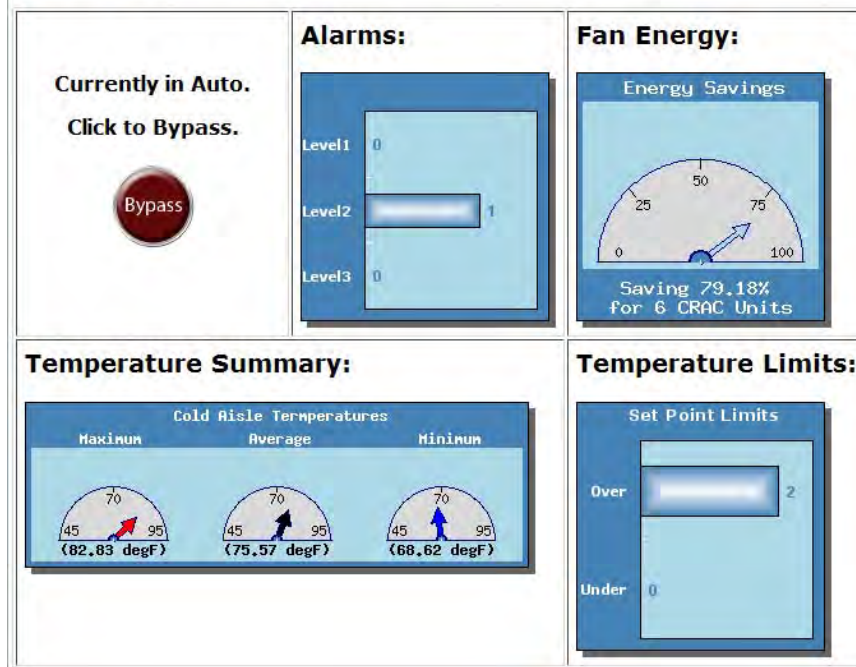 Currently in Auto.
Click to Bypass.
Bypass
Alarms:
Level1 0
Level2 1
Level3 0
Fan Energy:
Energy Savings
0 25 50 75 100
Saving 79.18%
for 6 CRAC Units
Temperature Summary:
Cold Aisle Termperatures
Maximum Average Minimum
45 70 95 45 70 95 45 70 95
(82.83 degF) (75.57 degF) (68.62 degF)
Temperature Limits:
Set Point Limits
Over 2
Under 0